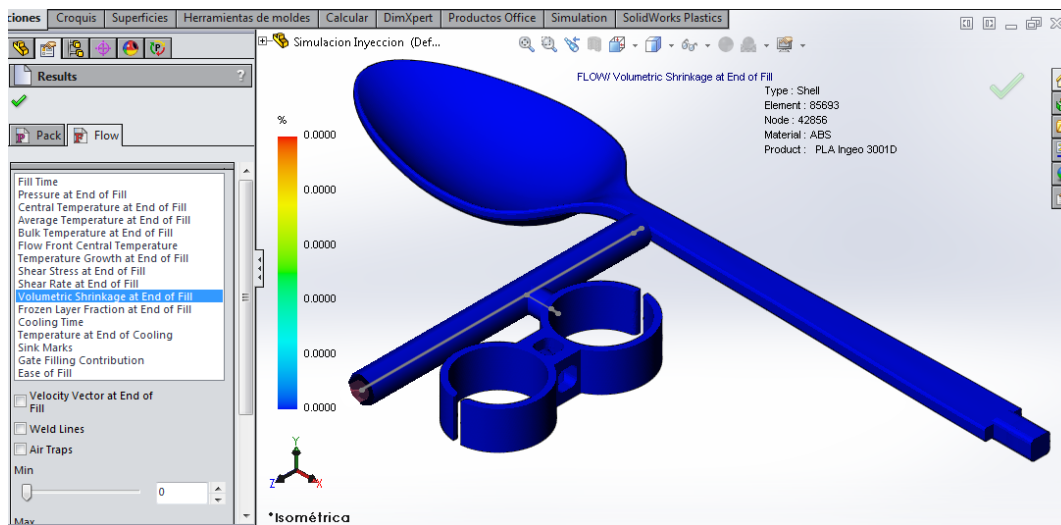 ciones Croquis Superficies Herramientas de moldes Calcular DimXpert Productos Office Simulation SolidWorks Plastics
Simulacion Inyeccion (Def...
Results ?
Pack Flow
Fill Time
Pressure at End of Fill
Central Temperature at End of Fill
Average Temperature at End of Fill
Bulk Temperature at End of Fill
Flow Front Central Temperature
Temperature Growth at End of Fill
Shear Stress at End of Fill
Shear Rate at End of Fill
Volumetric Shrinkage at End of Fill
Frozen Layer Fraction at End of Fill
Cooling Time
Temperature at End of Cooling
Sink Marks
Gate Filling Contribution
Ease of Fill
Velocity Vector at End of
Fill
Weld Lines
Air Traps
Min
0
Max
FLOW/ Volumetric Shrinkage at End of Fill
Type : Shell
Element : 85693
Node : 42856
Material : ABS
Product : PLA Ingeo 3001D
%
0.0000
0.0000
0.0000
0.0000
0.0000
0.0000
Y
Z
X
*Isométrica